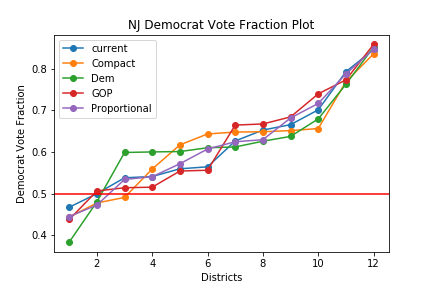 NJ Democrat Vote Fraction Plot
current
Compact
Dem
GOP
Proportional
Democrat Vote Fraction
0.8
0.7
0.6
0.5
0.4
2 4 6 8 10 12
Districts